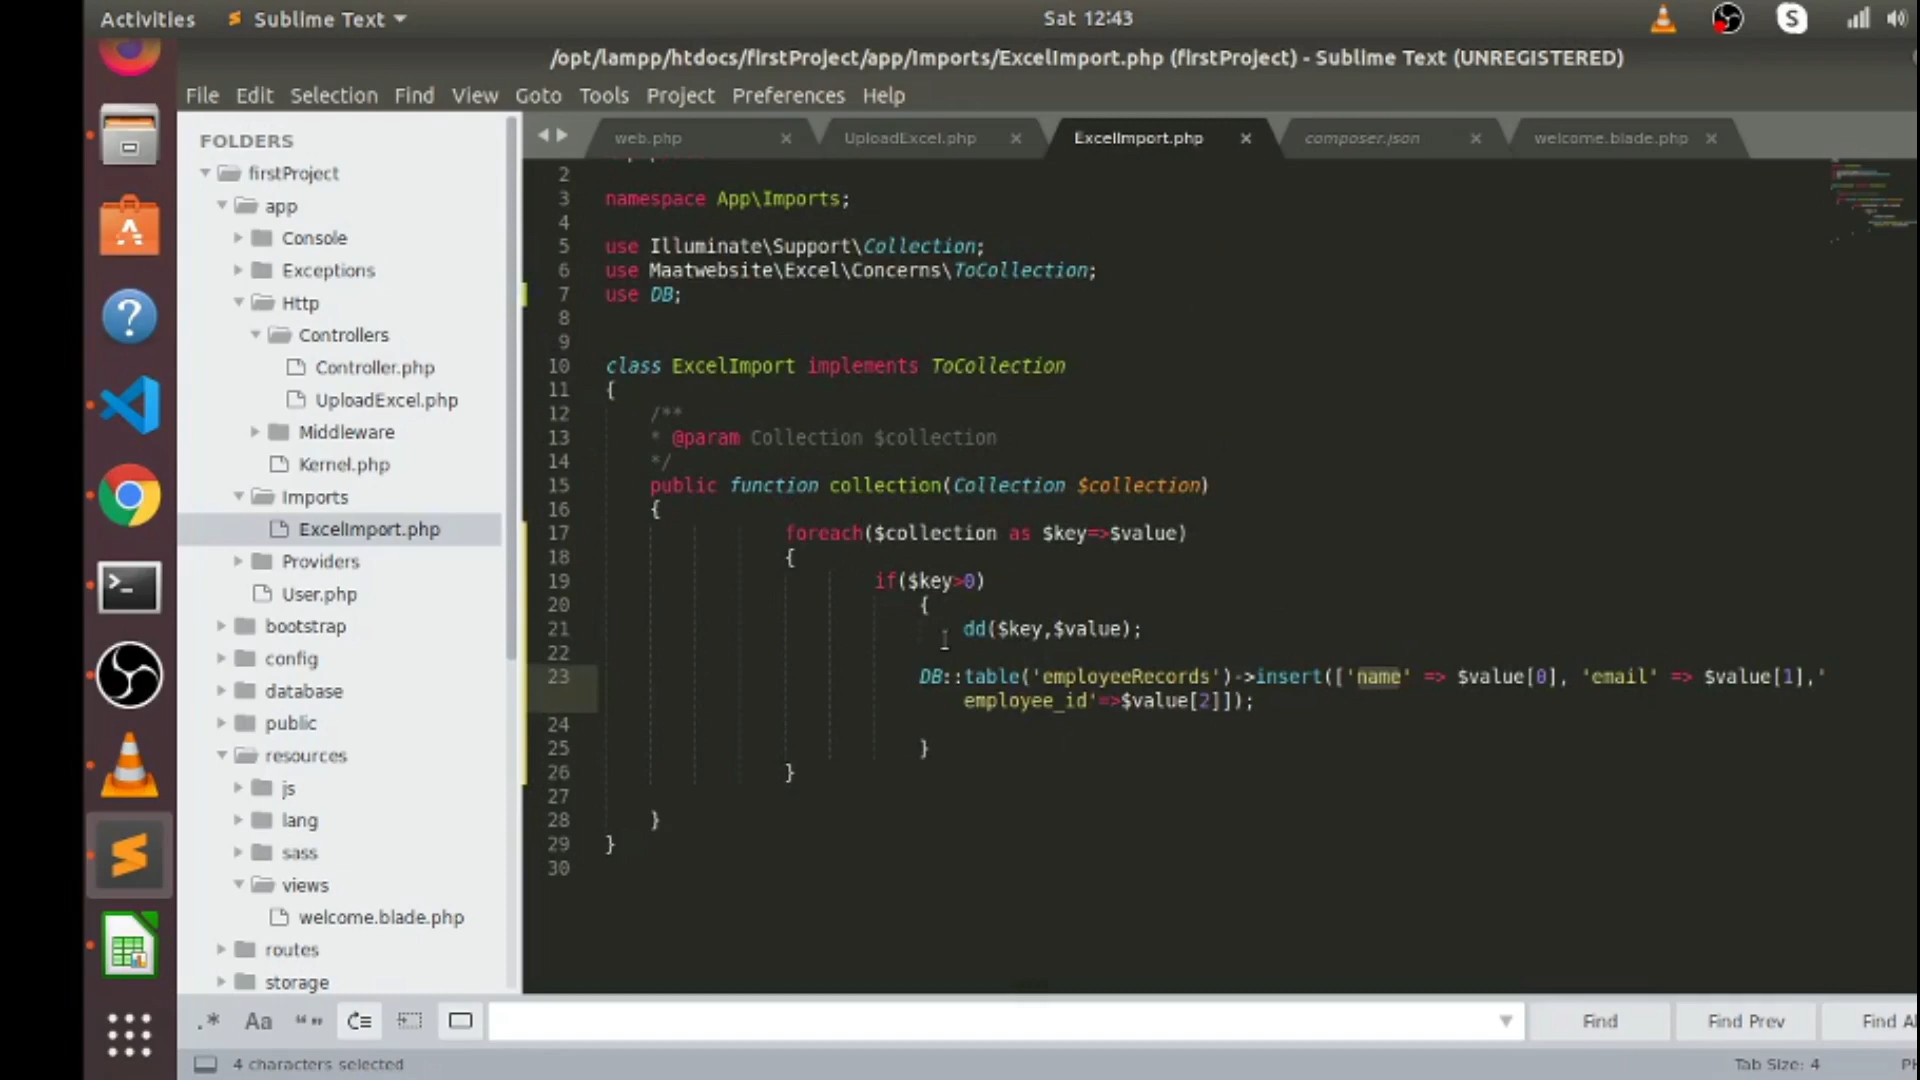 Activities Sublime Text Sat 12:43
/opt/lampp/htdocs/firstProject/app/Imports/ExcelImport.php (firstProject) - Sublime Text (UNREGISTERED)
File Edit Selection Find View Goto Tools Project Preferences Help
FOLDERS
firstProject
app
Console
Exceptions
Http
Controllers
Controller.php
UploadExcel.php
Middleware
Kernel.php
Imports
ExcelImport.php
Providers
User.php
bootstrap
config
database
public
resources
js
lang
sass
views
welcome.blade.php
routes
storage
web.php UploadExcel.php ExcelImport.php composer.json welcome.blade.php
2
3 namespace App\Imports;
4
5 use Illuminate\Support\Collection;
6 use Maatwebsite\Excel\Concerns\ToCollection;
7 use DB;
8
9
10 class ExcelImport implements ToCollection
11 {
12 /**
13 * @param Collection $collection
14 */
15 public function collection(Collection $collection)
16 {
17 foreach($collection as $key=>$value)
18 {
19 if($key>0)
20 {
21 dd($key,$value);
22
23 DB::table('employeeRecords')->insert(['name' => $value[0], 'email' => $value[1],'
employee_id'=>$value[2]]);
24
25 }
26 }
27
28 }
29 }
30
.* Aa “ ” Find Find Prev Find Al
4 characters selected Tab Size: 4